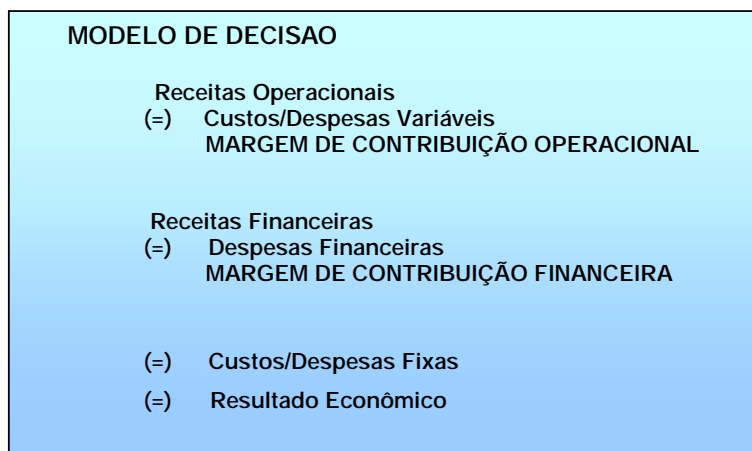 MODELO DE DECISAO
Receitas Operacionais
(=) Custos/Despesas Variáveis
MARGEM DE CONTRIBUIÇÃO OPERACIONAL
Receitas Financeiras
(=) Despesas Financeiras
MARGEM DE CONTRIBUIÇÃO FINANCEIRA
(=) Custos/Despesas Fixas
(=) Resultado Econômico